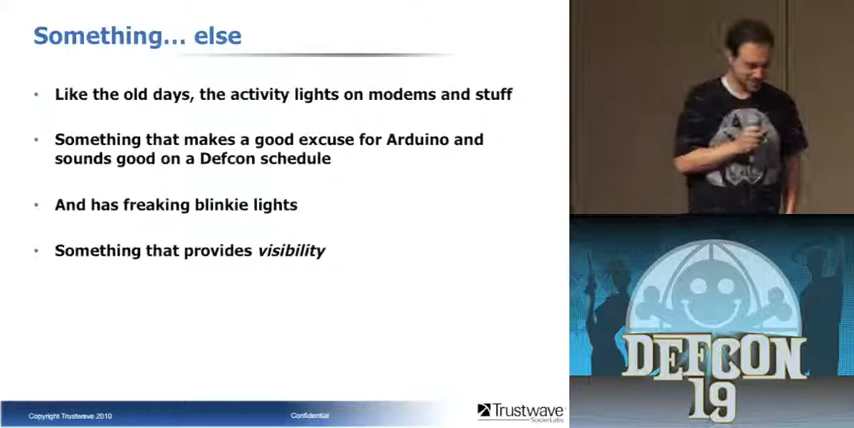 Something... else
• Like the old days, the activity lights on modems and stuff
• Something that makes a good excuse for Arduino and
sounds good on a Defcon schedule
• And has freaking blinkie lights
• Something that provides visibility
Copyright Trustwave 2010
Confidential
Trustwave
SpiderLabs
DEFCON
19